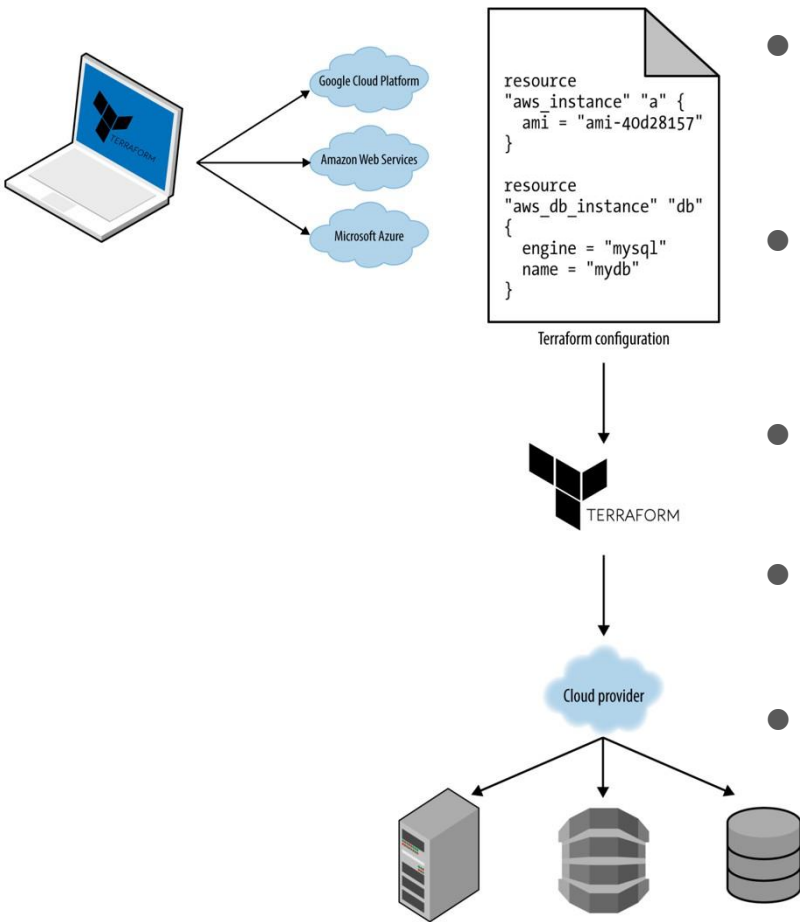 TERRAFORM
Google Cloud Platform
Amazon Web Services
Microsoft Azure
resource
"aws_instance" "a" {
ami = "ami-40d28157"
}
resource
"aws_db_instance" "db"
{
engine = "mysql"
name = "mydb"
}
Terraform configuration
TERRAFORM
Cloud provider